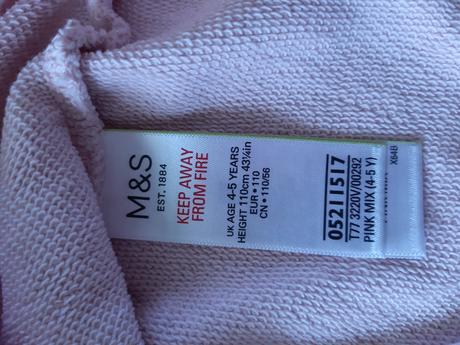 M&S
EST. 1884
KEEP AWAY
FROM FIRE
UK AGE 4-5 YEARS
HEIGHT 110cm 43¼in
EUR • 110
CN • 110/56
05211517
T77 3220V/00292
PINK MIX (4-5 Y)
X64B